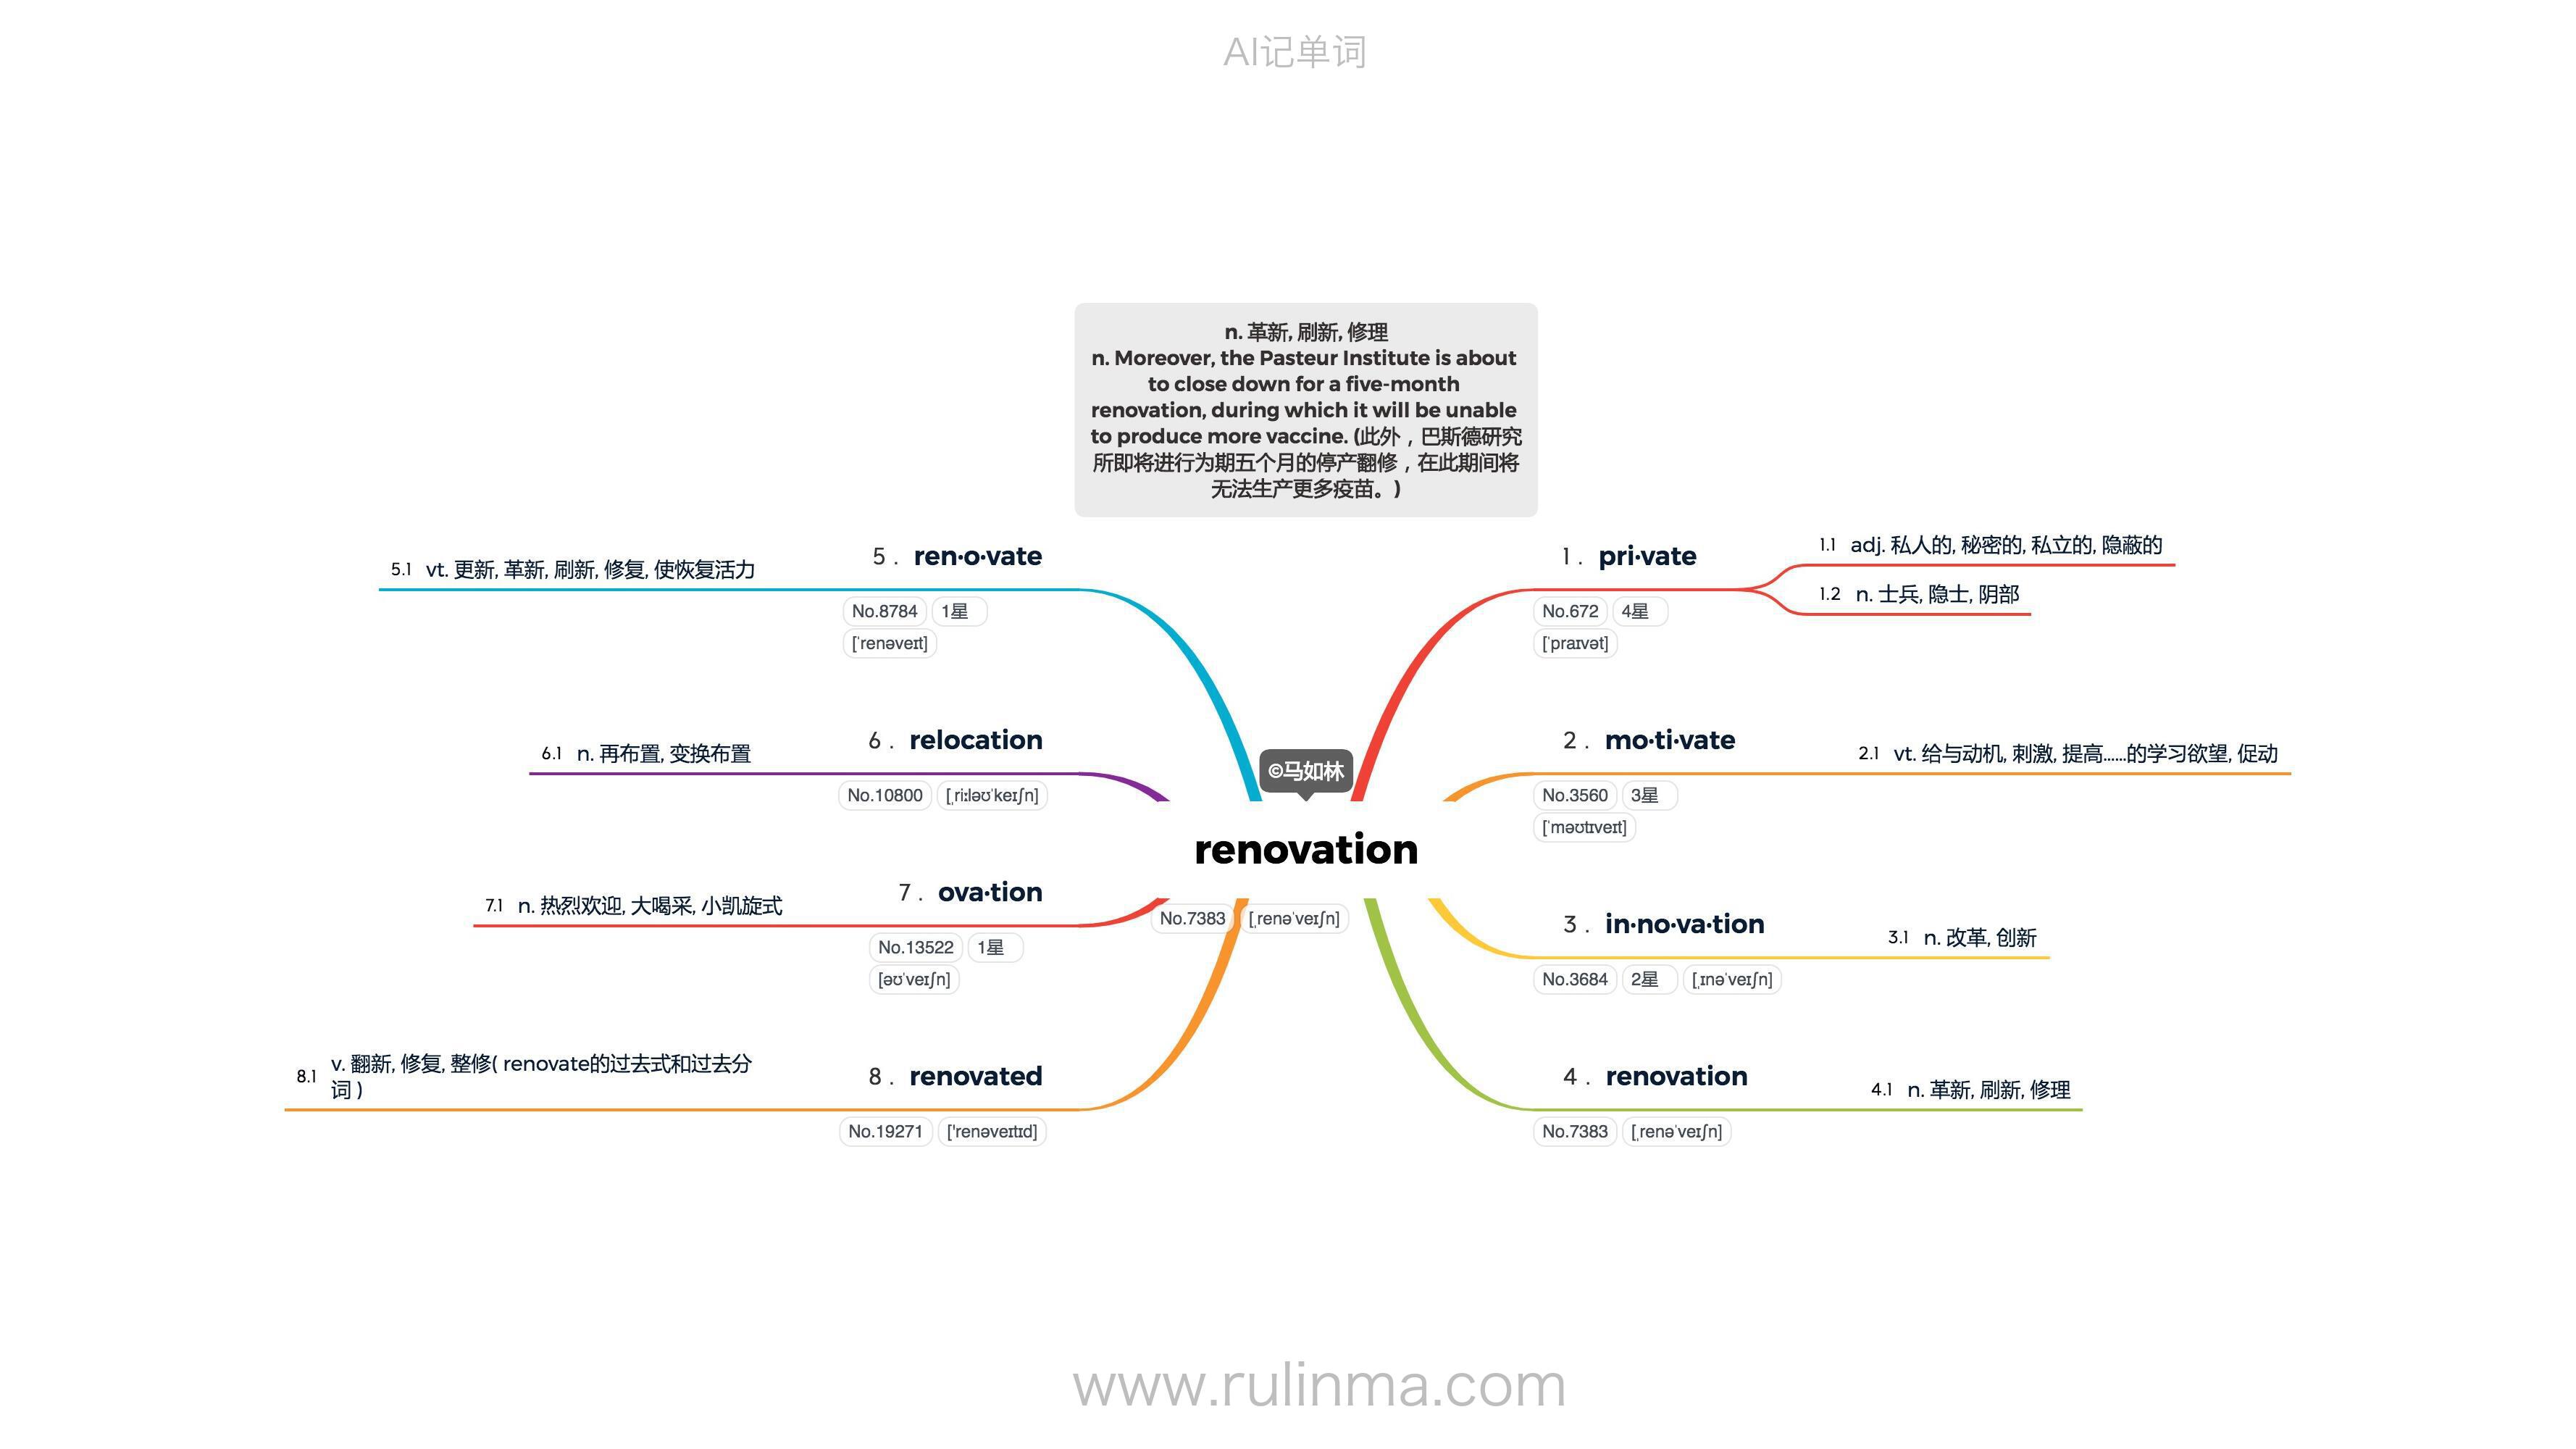 AI记单词
n. 革新, 刷新, 修理
n. Moreover, the Pasteur Institute is about
to close down for a five-month
renovation, during which it will be unable
to produce more vaccine. (此外，巴斯德研究
所即将进行为期五个月的停产翻修，在此期间将
无法生产更多疫苗。)
©马如林
renovation
No.7383 [ˌrenəˈveɪʃn]
1 . pri·vate
No.672 4星
[ˈpraɪvət]
1.1 adj. 私人的, 秘密的, 私立的, 隐蔽的
1.2 n. 士兵, 隐士, 阴部
2 . mo·ti·vate
No.3560 3星
[ˈməʊtɪveɪt]
2.1 vt. 给与动机, 刺激, 提高......的学习欲望, 促动
3 . in·no·va·tion
No.3684 2星 [ˌɪnəˈveɪʃn]
3.1 n. 改革, 创新
4 . renovation
No.7383 [ˌrenəˈveɪʃn]
4.1 n. 革新, 刷新, 修理
5 . ren·o·vate
No.8784 1星
[ˈrenəveɪt]
5.1 vt. 更新, 革新, 刷新, 修复, 使恢复活力
6 . relocation
No.10800 [ˌriːləʊˈkeɪʃn]
6.1 n. 再布置, 变换布置
7 . ova·tion
No.13522 1星
[əʊˈveɪʃn]
7.1 n. 热烈欢迎, 大喝采, 小凯旋式
8 . renovated
No.19271 ['renəveɪtɪd]
8.1 v. 翻新, 修复, 整修( renovate的过去式和过去分
词 )
www.rulinma.com